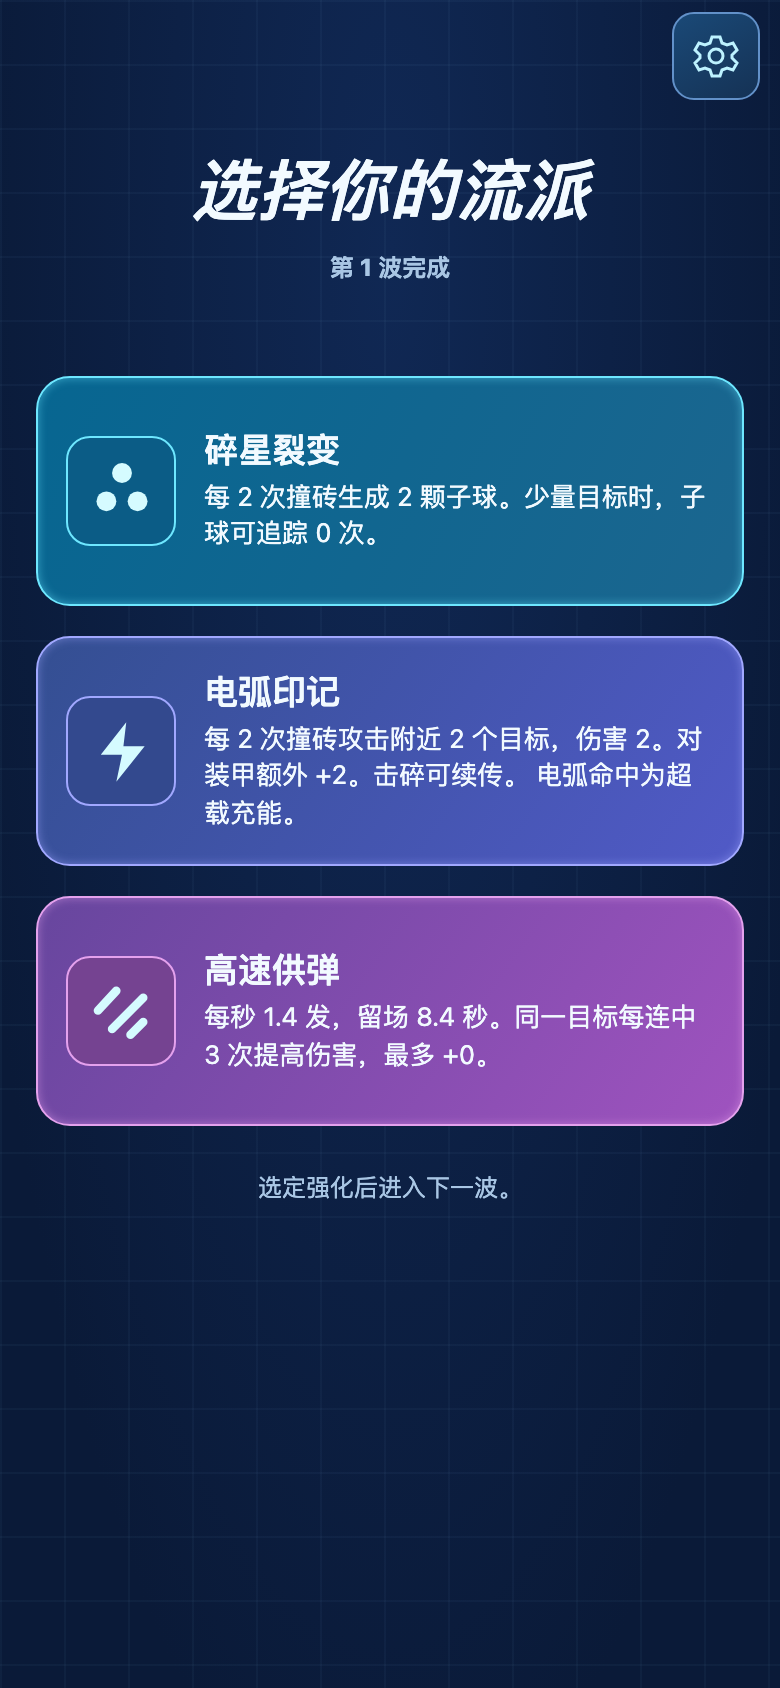 选择你的流派
第 1 波完成
碎星裂变
每 2 次撞砖生成 2 颗子球。少量目标时，子
球可追踪 0 次。
电弧印记
每 2 次撞砖攻击附近 2 个目标，伤害 2。对
装甲额外 +2。击碎可续传。 电弧命中为超
载充能。
高速供弹
每秒 1.4 发，留场 8.4 秒。同一目标每连中
3 次提高伤害，最多 +0。
选定强化后进入下一波。